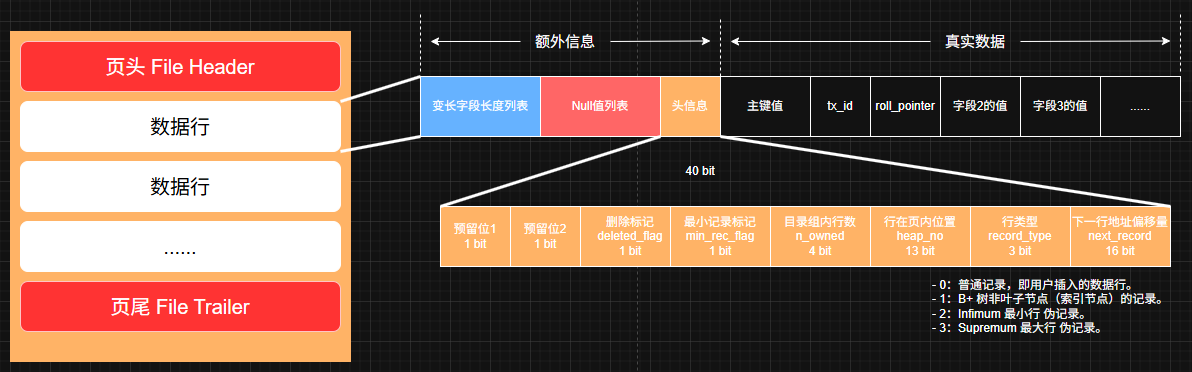 页头 File Header
数据行
数据行
......
页尾 File Trailer
额外信息
真实数据
变长字段长度列表
Null值列表
头信息
主键值
tx_id
roll_pointer
字段2的值
字段3的值
......
40 bit
预留位1
1 bit
预留位2
1 bit
删除标记
deleted_flag
1 bit
最小记录标记
min_rec_flag
1 bit
目录组内行数
n_owned
4 bit
行在页内位置
heap_no
13 bit
行类型
record_type
3 bit
下一行地址偏移量
next_record
16 bit
- 0：普通记录，即用户插入的数据行。
- 1：B+ 树非叶子节点（索引节点）的记录。
- 2：Infimum 最小行 伪记录。
- 3：Supremum 最大行 伪记录。